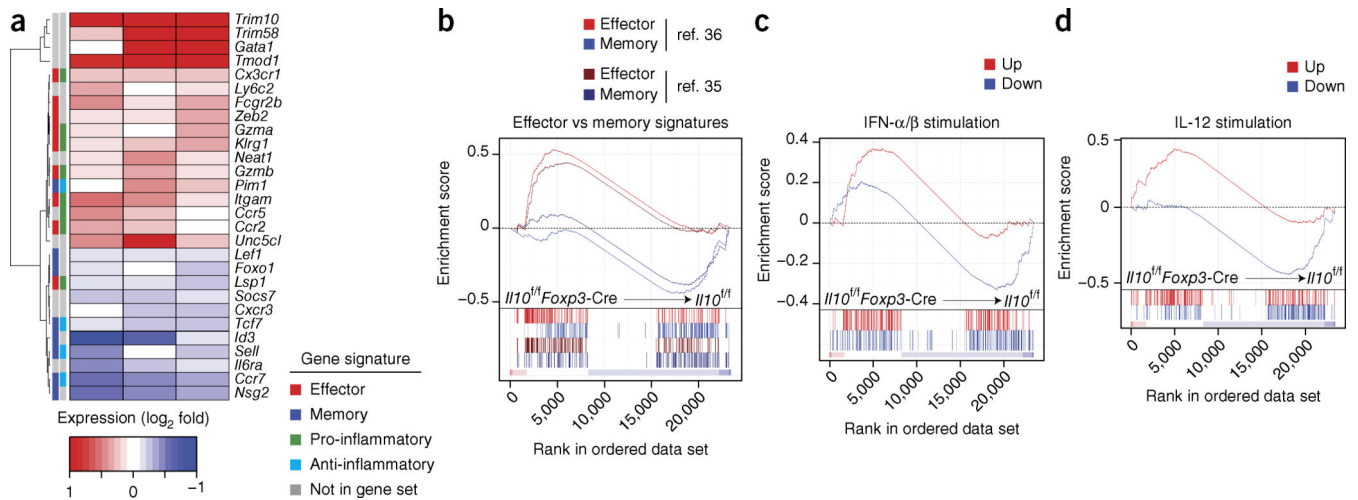 a
Trim10
Trim58
Gata1
Tmod1
Cx3cr1
Ly6c2
Fcgr2b
Zeb2
Gzma
Klrg1
Neat1
Gzmb
Pim1
Itgam
Ccr5
Ccr2
Unc5cl
Lef1
Foxo1
Lsp1
Socs7
Cxcr3
Tcf7
Id3
Sell
Il6ra
Ccr7
Nsg2
Expression (log2 fold)
1 0 −1
Gene signature
Effector
Memory
Pro-inflammatory
Anti-inflammatory
Not in gene set
b
Effector
Memory
ref. 36
Effector
Memory
ref. 35
Effector vs memory signatures
Enrichment score
0.5
0
−0.5
Il10f/fFoxp3-Cre Il10f/f
0 5,000 10,000 15,000 20,000
Rank in ordered data set
c
Up
Down
IFN-α/β stimulation
Enrichment score
0.4
0.2
0
−0.2
−0.4
Il10f/fFoxp3-Cre Il10f/f
0 5,000 10,000 15,000 20,000
Rank in ordered data set
d
Up
Down
IL-12 stimulation
Enrichment score
0.4
0
−0.5
Il10f/fFoxp3-Cre Il10f/f
0 5,000 10,000 15,000 20,000
Rank in ordered data set